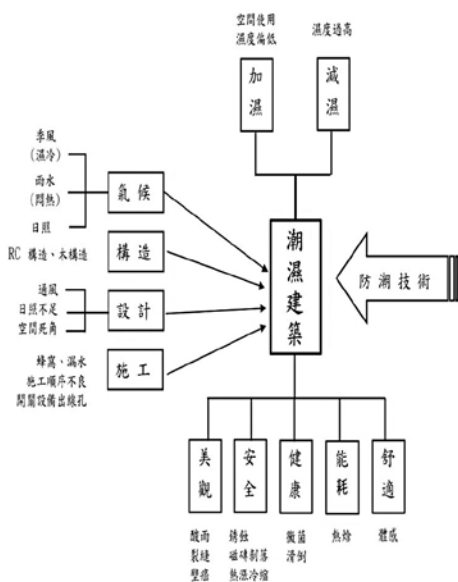 空間使用
濕度偏低
濕度過高
加濕
減濕
季風
(濕冷)
雨水
(悶熱)
日照
氣候
RC 構造、木構造
構造
通風
日照不足
空間死角
設計
蜂窩、漏水
施工順序不良
開關設備出線孔
施工
潮濕建築
防潮技術
美觀
安全
健康
能耗
舒適
酸雨
裂縫
壁癌
銹蝕
磁磚剝落
熱漲冷縮
黴菌
滑倒
熱焓
體感